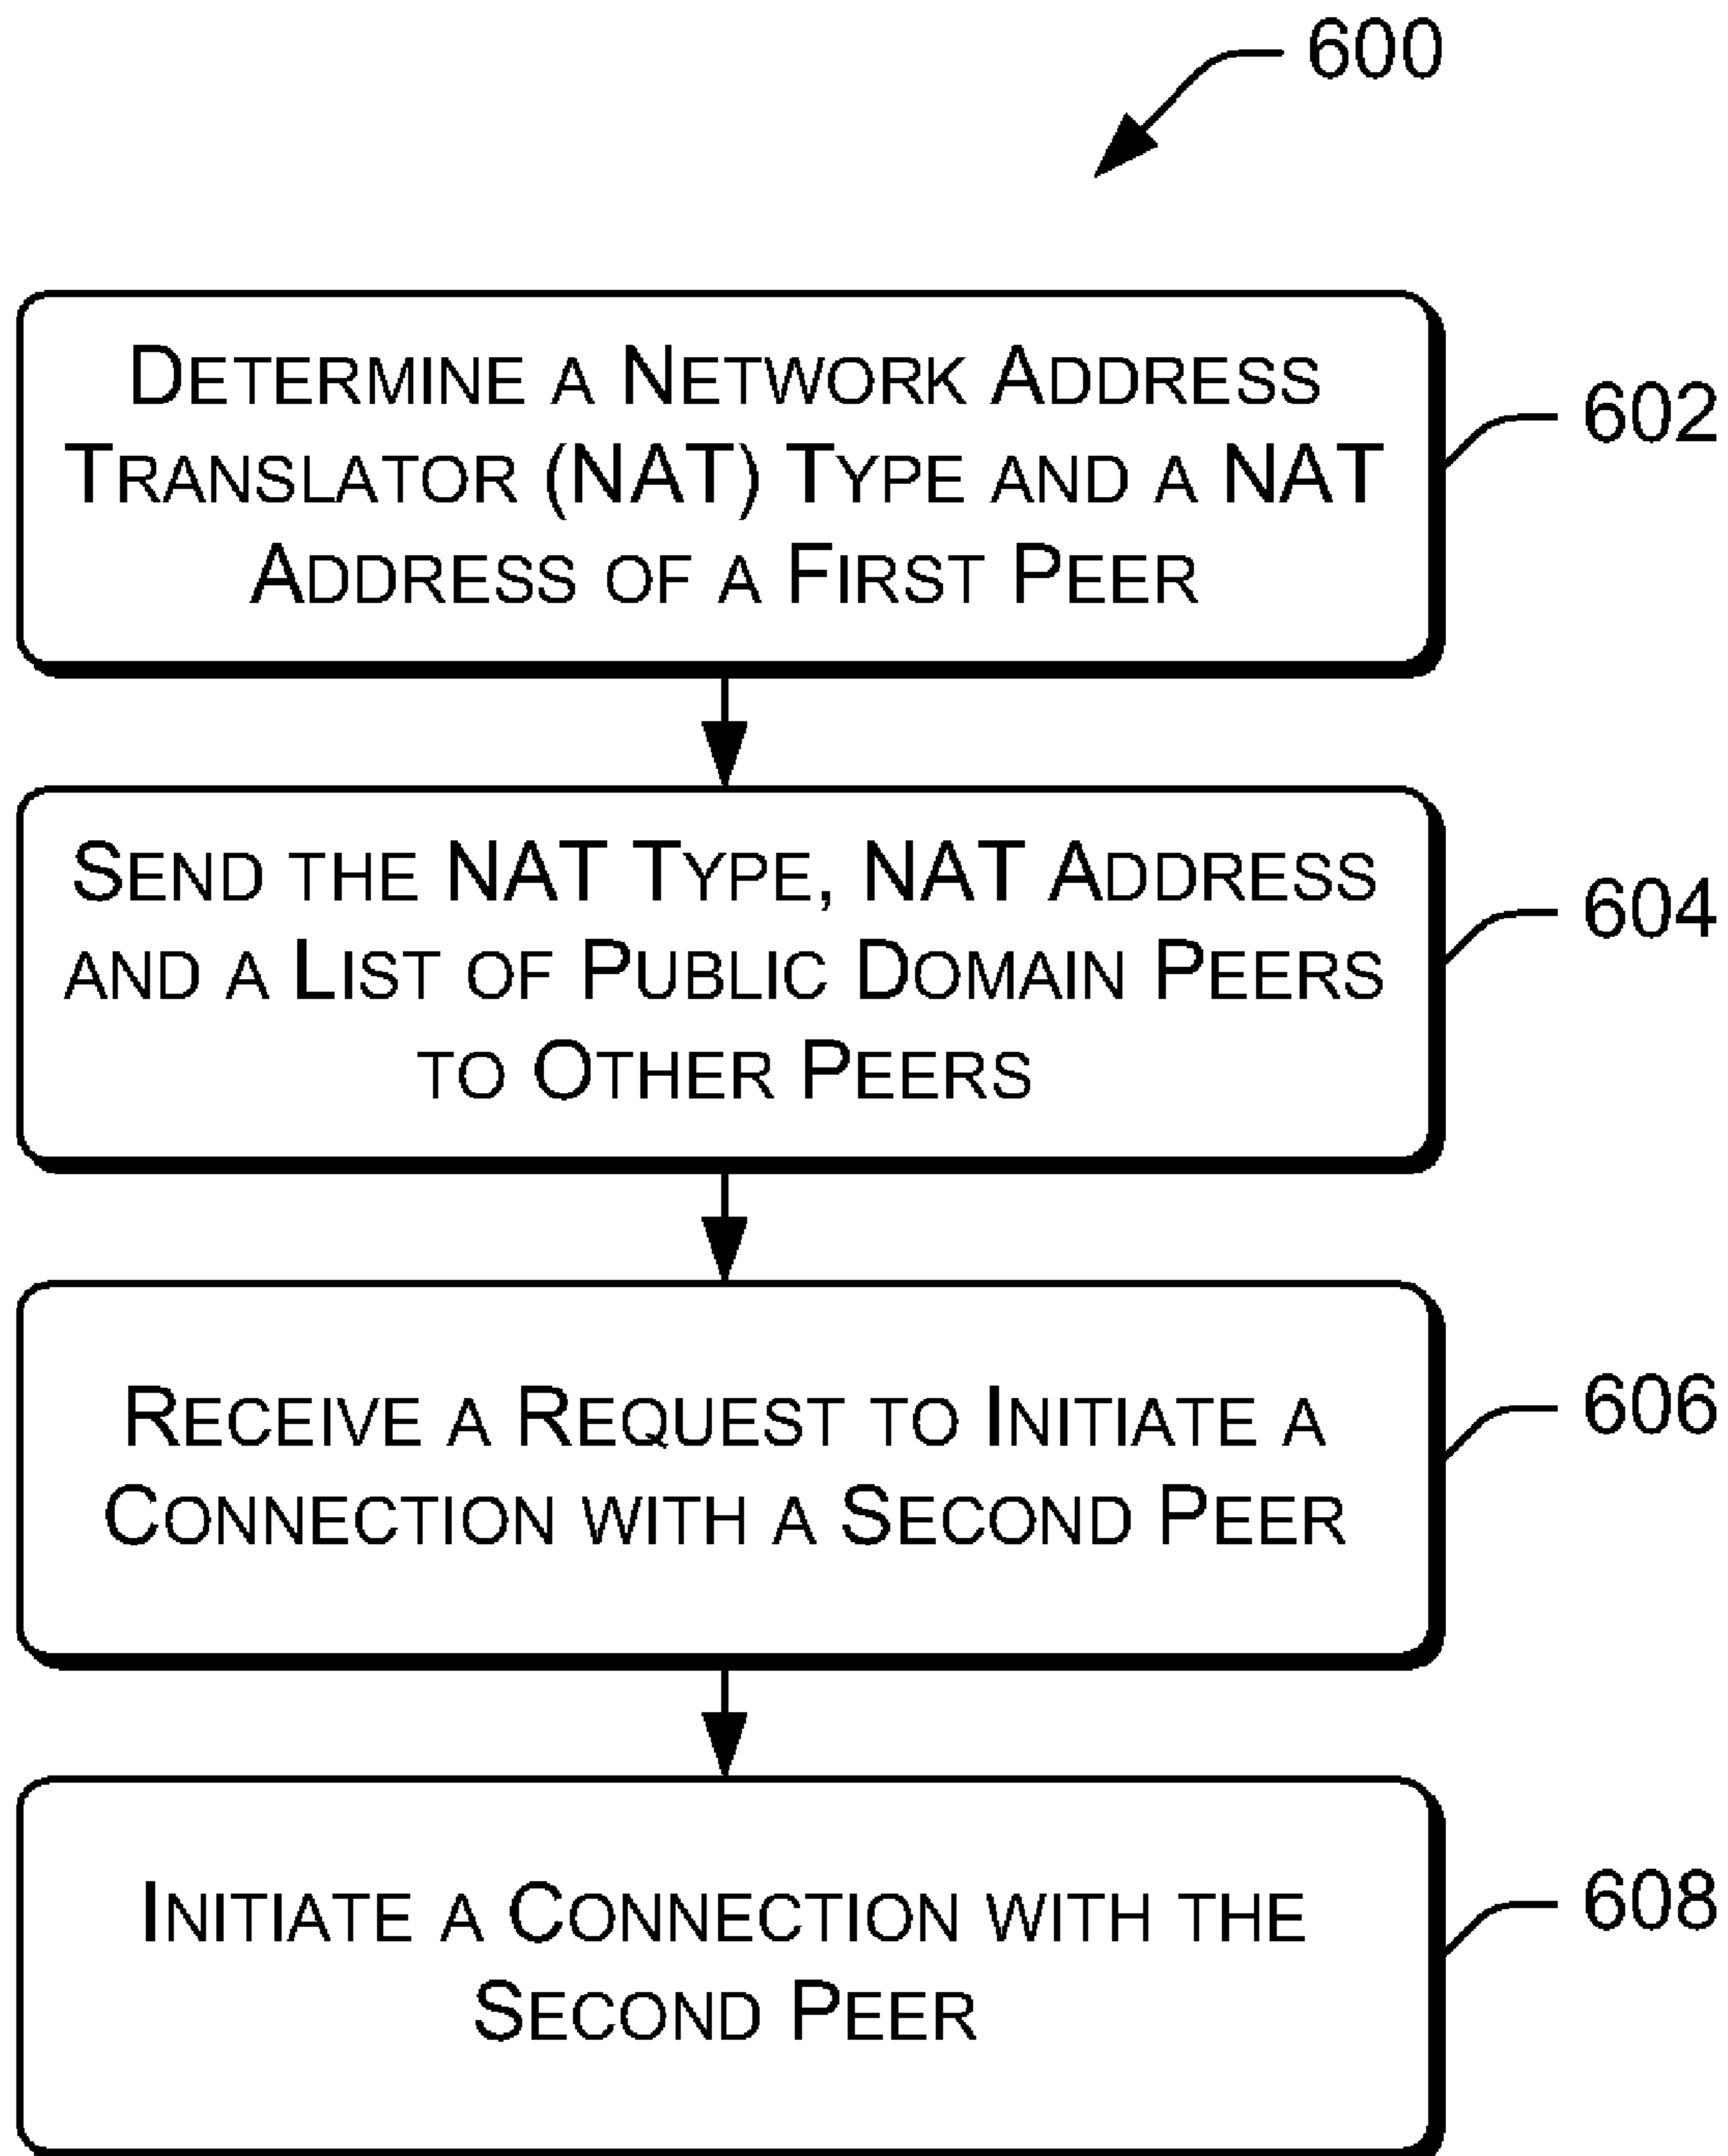 600
DETERMINE A NETWORK ADDRESS
TRANSLATOR (NAT) TYPE AND A NAT
ADDRESS OF A FIRST PEER
602
SEND THE NAT TYPE, NAT ADDRESS
AND A LIST OF PUBLIC DOMAIN PEERS
TO OTHER PEERS
604
RECEIVE A REQUEST TO INITIATE A
CONNECTION WITH A SECOND PEER
606
INITIATE A CONNECTION WITH THE
SECOND PEER
608